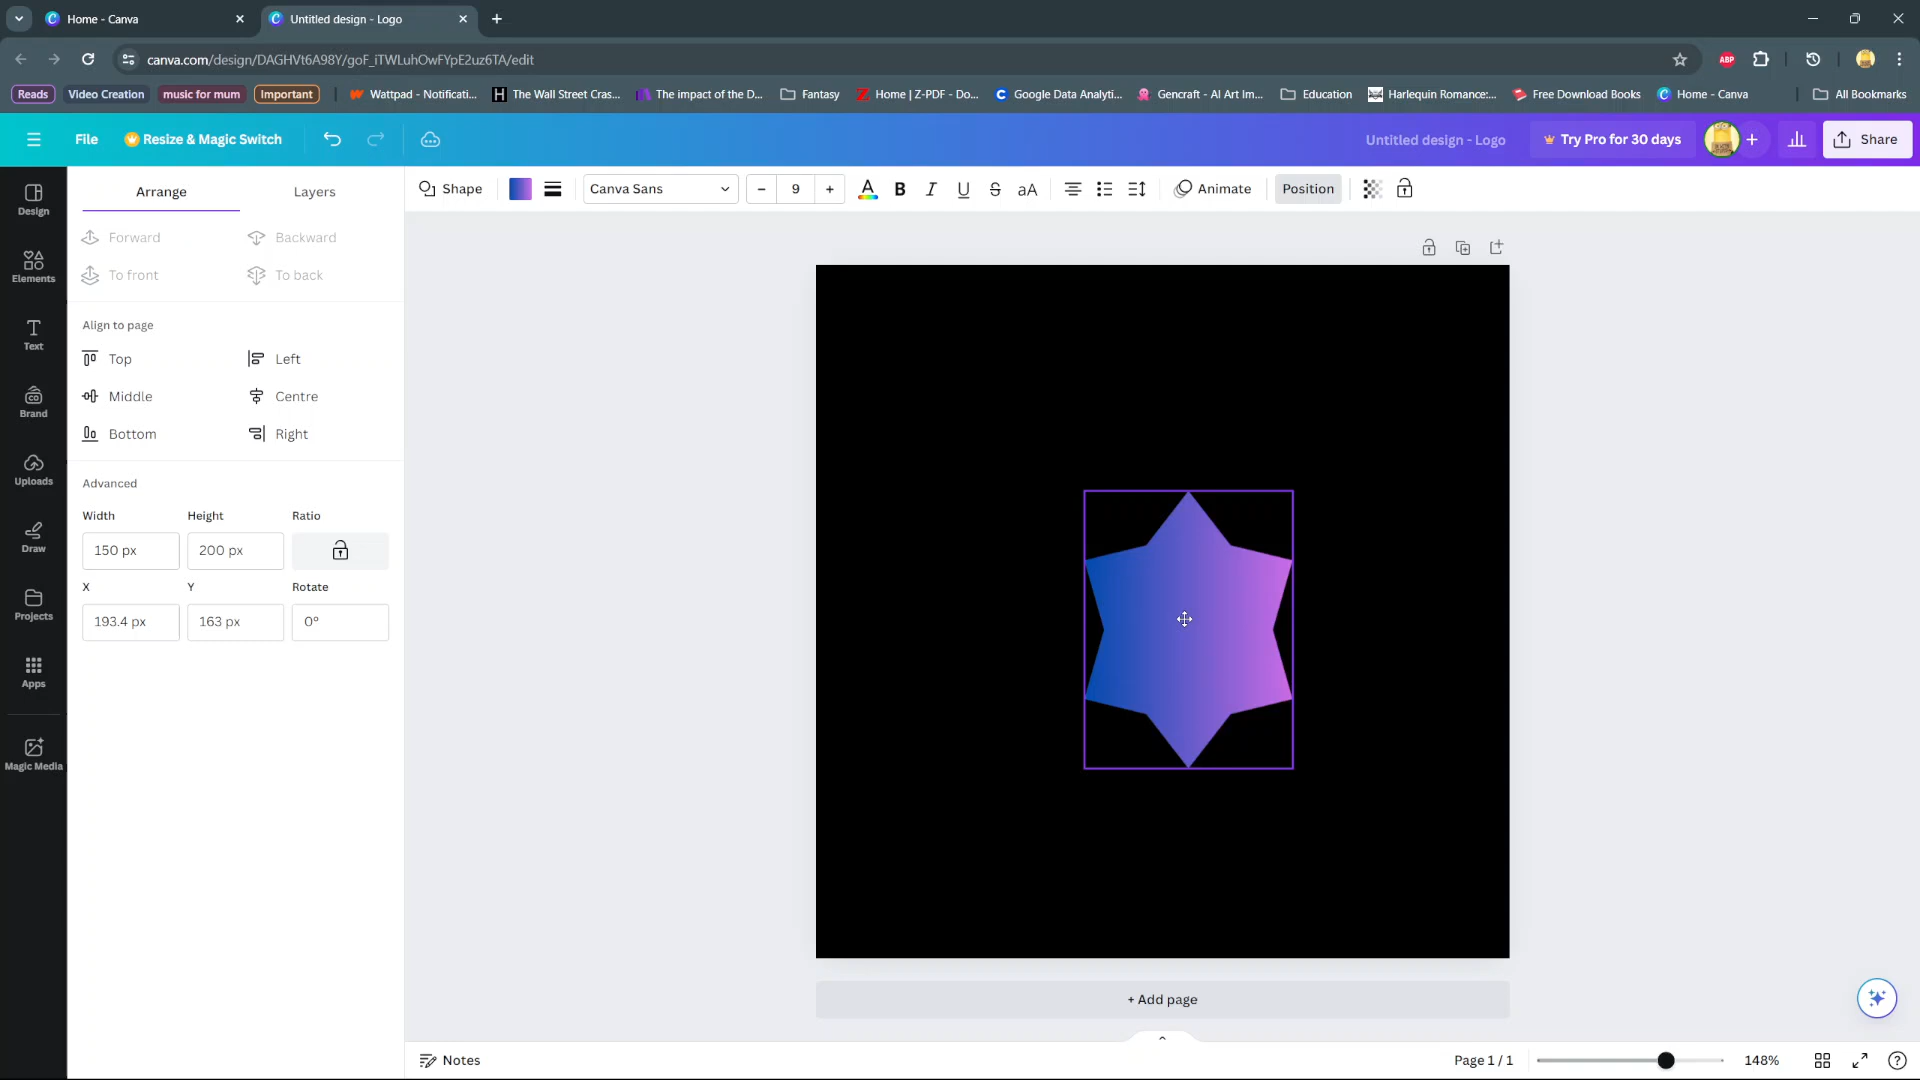 Home - Canva
Untitled design - Logo
canva.com/design/DAGHVt6A98Y/goF_iTWLuhOwFYpE2uz6TA/edit
ABP
Reads
Video Creation
music for mum
Important
Wattpad - Notificati...
The Wall Street Cras...
The impact of the D...
Fantasy
Home | Z-PDF - Do...
Google Data Analyti...
Gencraft - AI Art Im...
Education
Harlequin Romance:...
Free Download Books
Home - Canva
All Bookmarks
File
Resize & Magic Switch
Untitled design - Logo
Try Pro for 30 days
Share
Design
Elements
Text
Brand
Uploads
Draw
Projects
Apps
Magic Media
Arrange
Layers
Forward
Backward
To front
To back
Align to page
Top
Left
Middle
Centre
Bottom
Right
Advanced
Width
Height
Ratio
150 px
200 px
X
Y
Rotate
193.4 px
163 px
0°
Shape
Canva Sans
9
A
B
I
U
S
aA
Animate
Position
+ Add page
Notes
Page 1 / 1
148%